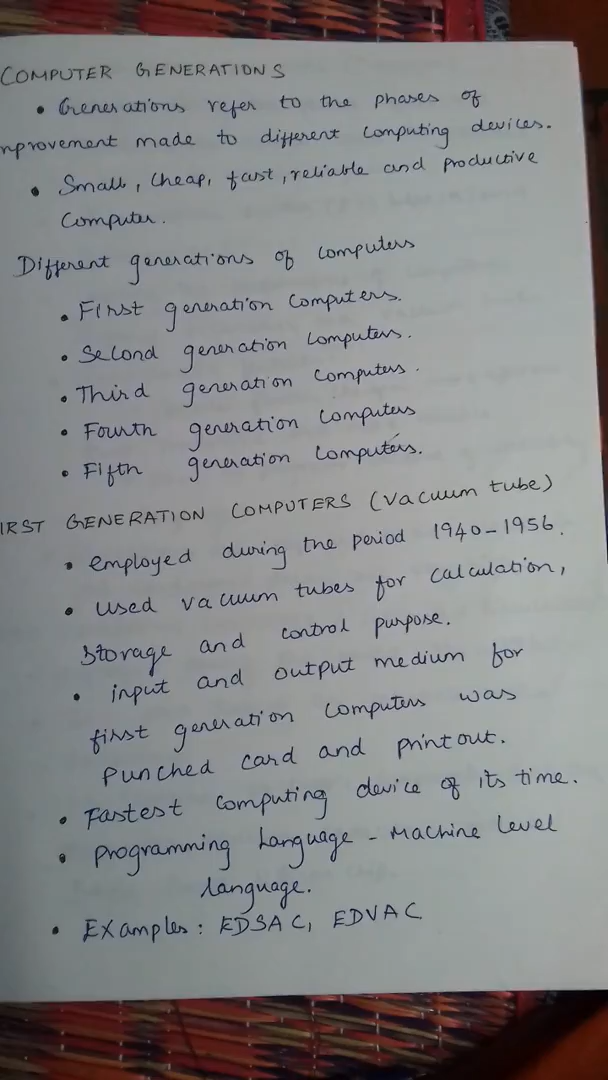 COMPUTER GENERATIONS
• Generations refer to the phases of
mprovement made to different computing devices.
• Small, cheap, fast, reliable and productive
computer.
Different generations of computers
• First generation computers.
• Second generation computers.
• Third generation computers.
• Fourth generation computers
• Fifth generation computers.
IRST GENERATION COMPUTERS (vacuum tube)
• employed during the period 1940-1956.
• used vacuum tubes for calculation,
storage and control purpose.
• input and output medium for
first generation computers was
punched card and printout.
• Fastest computing device of its time.
• programming language - Machine level
language.
• Examples: EDSAC, EDVAC